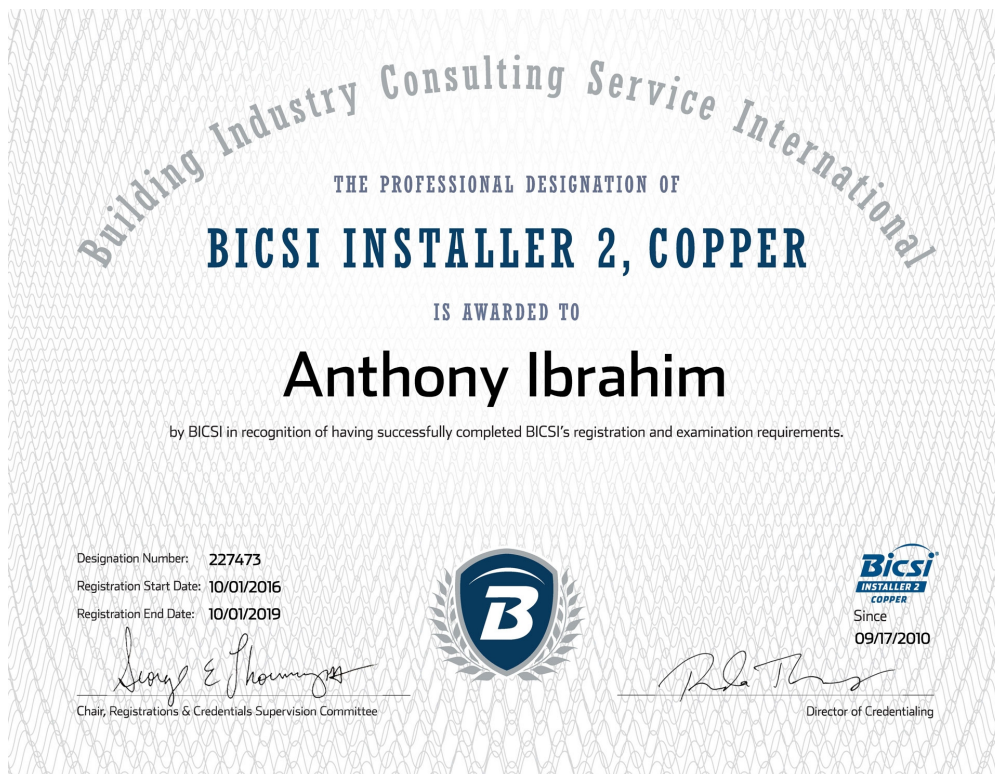 Building Industry Consulting Service International
THE PROFESSIONAL DESIGNATION OF
BICSI INSTALLER 2, COPPER
IS AWARDED TO
Anthony Ibrahim
by BICSI in recognition of having successfully completed BICSI's registration and examination requirements.
Designation Number: 227473
Registration Start Date: 10/01/2016
Registration End Date: 10/01/2019
B
Bicsi®
INSTALLER 2
COPPER
Since
09/17/2010
Chair, Registrations & Credentials Supervision Committee
Director of Credentialing